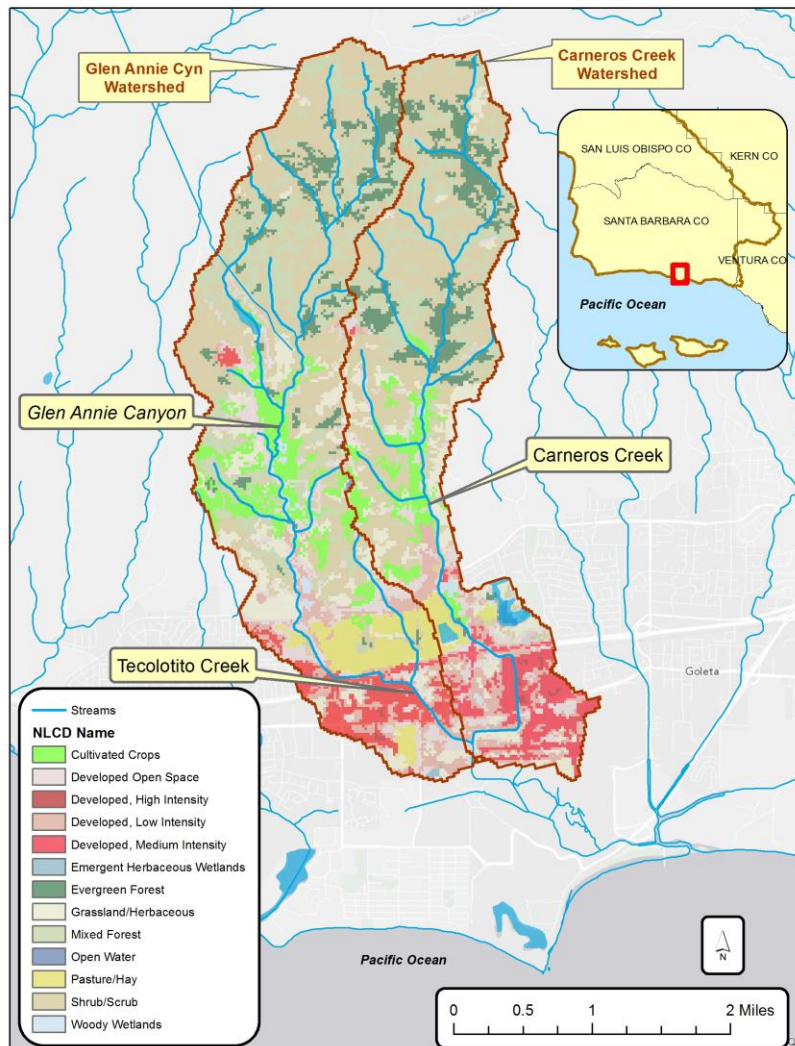 Glen Annie Cyn
Watershed
Carneros Creek
Watershed
SAN LUIS OBISPO CO
KERN CO
SANTA BARBARA CO
VENTURA CO
Pacific Ocean
Glen Annie Canyon
Carneros Creek
Tecolotito Creek
Goleta
Streams
NLCD Name
Cultivated Crops
Developed Open Space
Developed, High Intensity
Developed, Low Intensity
Developed, Medium Intensity
Emergent Herbaceous Wetlands
Evergreen Forest
Grassland/Herbaceous
Mixed Forest
Open Water
Pasture/Hay
Shrub/Scrub
Woody Wetlands
Pacific Ocean
N
0 0.5 1 2 Miles